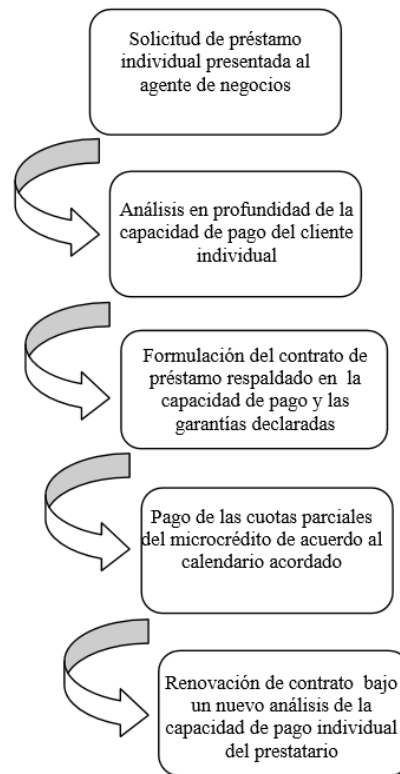 Solicitud de préstamo
individual presentada al
agente de negocios
Análisis en profundidad de la
capacidad de pago del cliente
individual
Formulación del contrato de
préstamo respaldado en la
capacidad de pago y las
garantías declaradas
Pago de las cuotas parciales
del microcrédito de acuerdo al
calendario acordado
Renovación de contrato bajo
un nuevo análisis de la
capacidad de pago individual
del prestatario